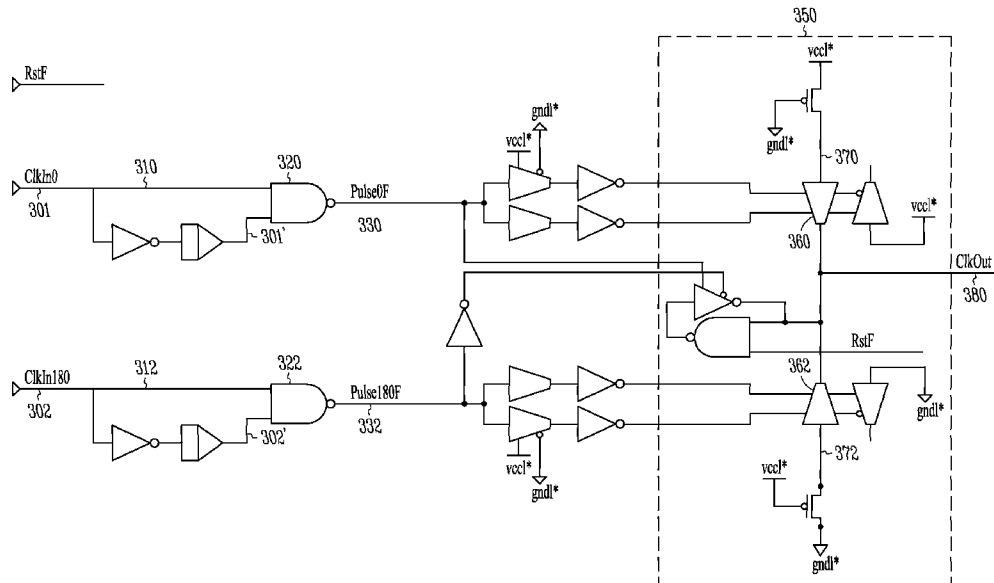 350
vccl*
RstF
gndl*
vccl*
gndl*
ClkIn0
310
320
370
Pulse0F
301
330
vccl*
301'
360
ClkOut
380
RstF
ClkIn180
312
322
362
Pulse180F
302
332
gndl*
302'
372
vccl*
vccl*
gndl*
gndl*